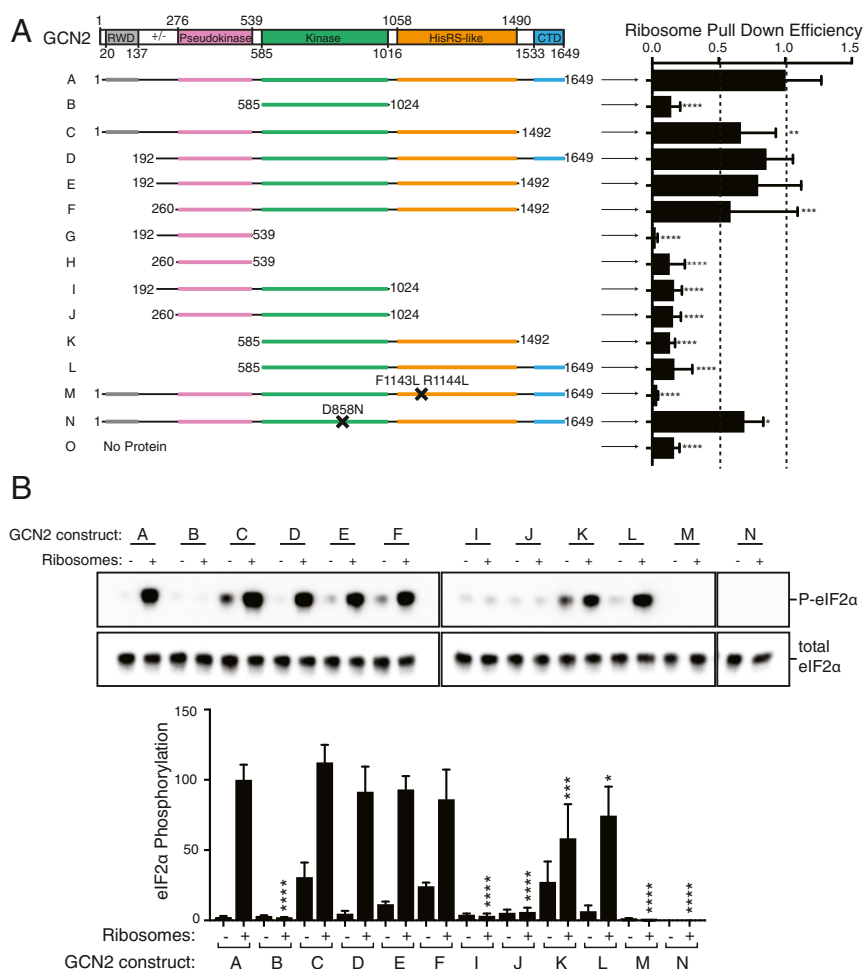 A
1 276 539 1058 1490
GCN2 RWD +/- Pseudokinase Kinase HisRS-like CTD
20 137 585 1016 1533 1649
Ribosome Pull Down Efficiency
0.0 0.5 1.0 1.5
A 1 1649
B 585 1024 ****
C 1 1492 **
D 192 1649
E 192 1492
F 260 1492 ***
G 192 539 ****
H 260 539 ****
I 192 1024 ****
J 260 1024 ****
K 585 1492 ****
L 585 1649 ****
F1143L R1144L
M 1 1649 ****
D858N
N 1 1649 *
O No Protein ****
B
GCN2 construct: A B C D E F I J K L M N
Ribosomes: - + - + - + - + - + - + - + - + - + - + - + - +
P-eIF2α
total
eIF2α
eIF2α Phosphorylation
150
100
50
0
**** **** **** *** * **** ****
Ribosomes: - + - + - + - + - + - + - + - + - + - + - + - +
GCN2 construct: A B C D E F I J K L M N